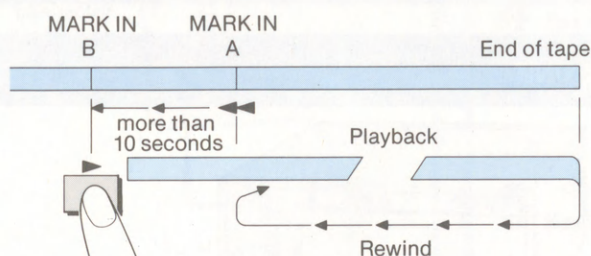 MARK IN
B
MARK IN
A
End of tape
more than
10 seconds
Playback
Rewind